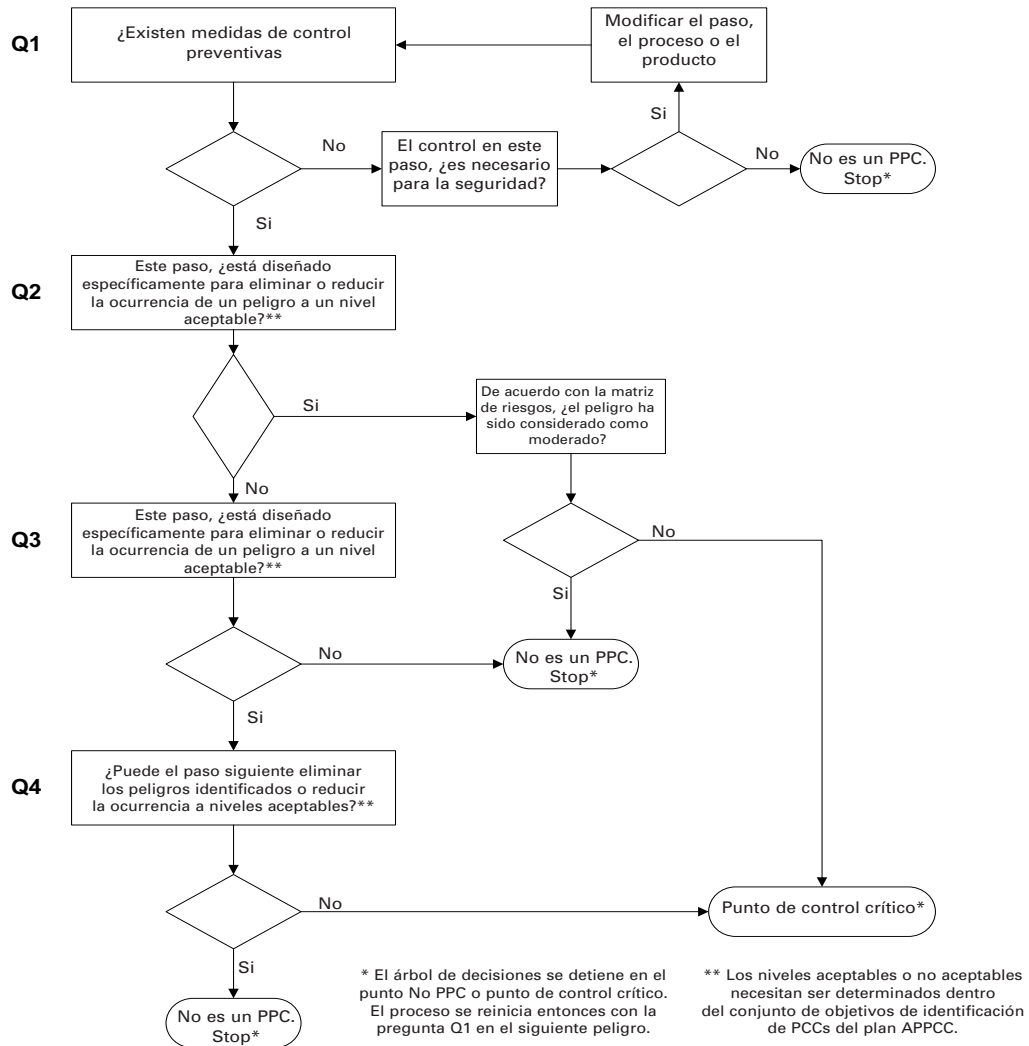 Q1
¿Existen medidas de control
preventivas
Modificar el paso,
el proceso o el
producto
Si
No
El control en este
paso, ¿es necesario
para la seguridad?
No
No es un PPC.
Stop*
Si
Q2
Este paso, ¿está diseñado
específicamente para eliminar o reducir
la ocurrencia de un peligro a un nivel
aceptable?**
Si
De acuerdo con la matriz
de riesgos, ¿el peligro ha
sido considerado como
moderado?
No
Q3
Este paso, ¿está diseñado
específicamente para eliminar o reducir
la ocurrencia de un peligro a un nivel
aceptable?**
No
Si
No
No es un PPC.
Stop*
Si
Q4
¿Puede el paso siguiente eliminar
los peligros identificados o reducir
la ocurrencia a niveles aceptables?**
No
Punto de control crítico*
Si
No es un PPC.
Stop*
* El árbol de decisiones se detiene en el
punto No PPC o punto de control crítico.
El proceso se reinicia entonces con la
pregunta Q1 en el siguiente peligro.
** Los niveles aceptables o no aceptables
necesitan ser determinados dentro
del conjunto de objetivos de identificación
de PCCs del plan APPCC.